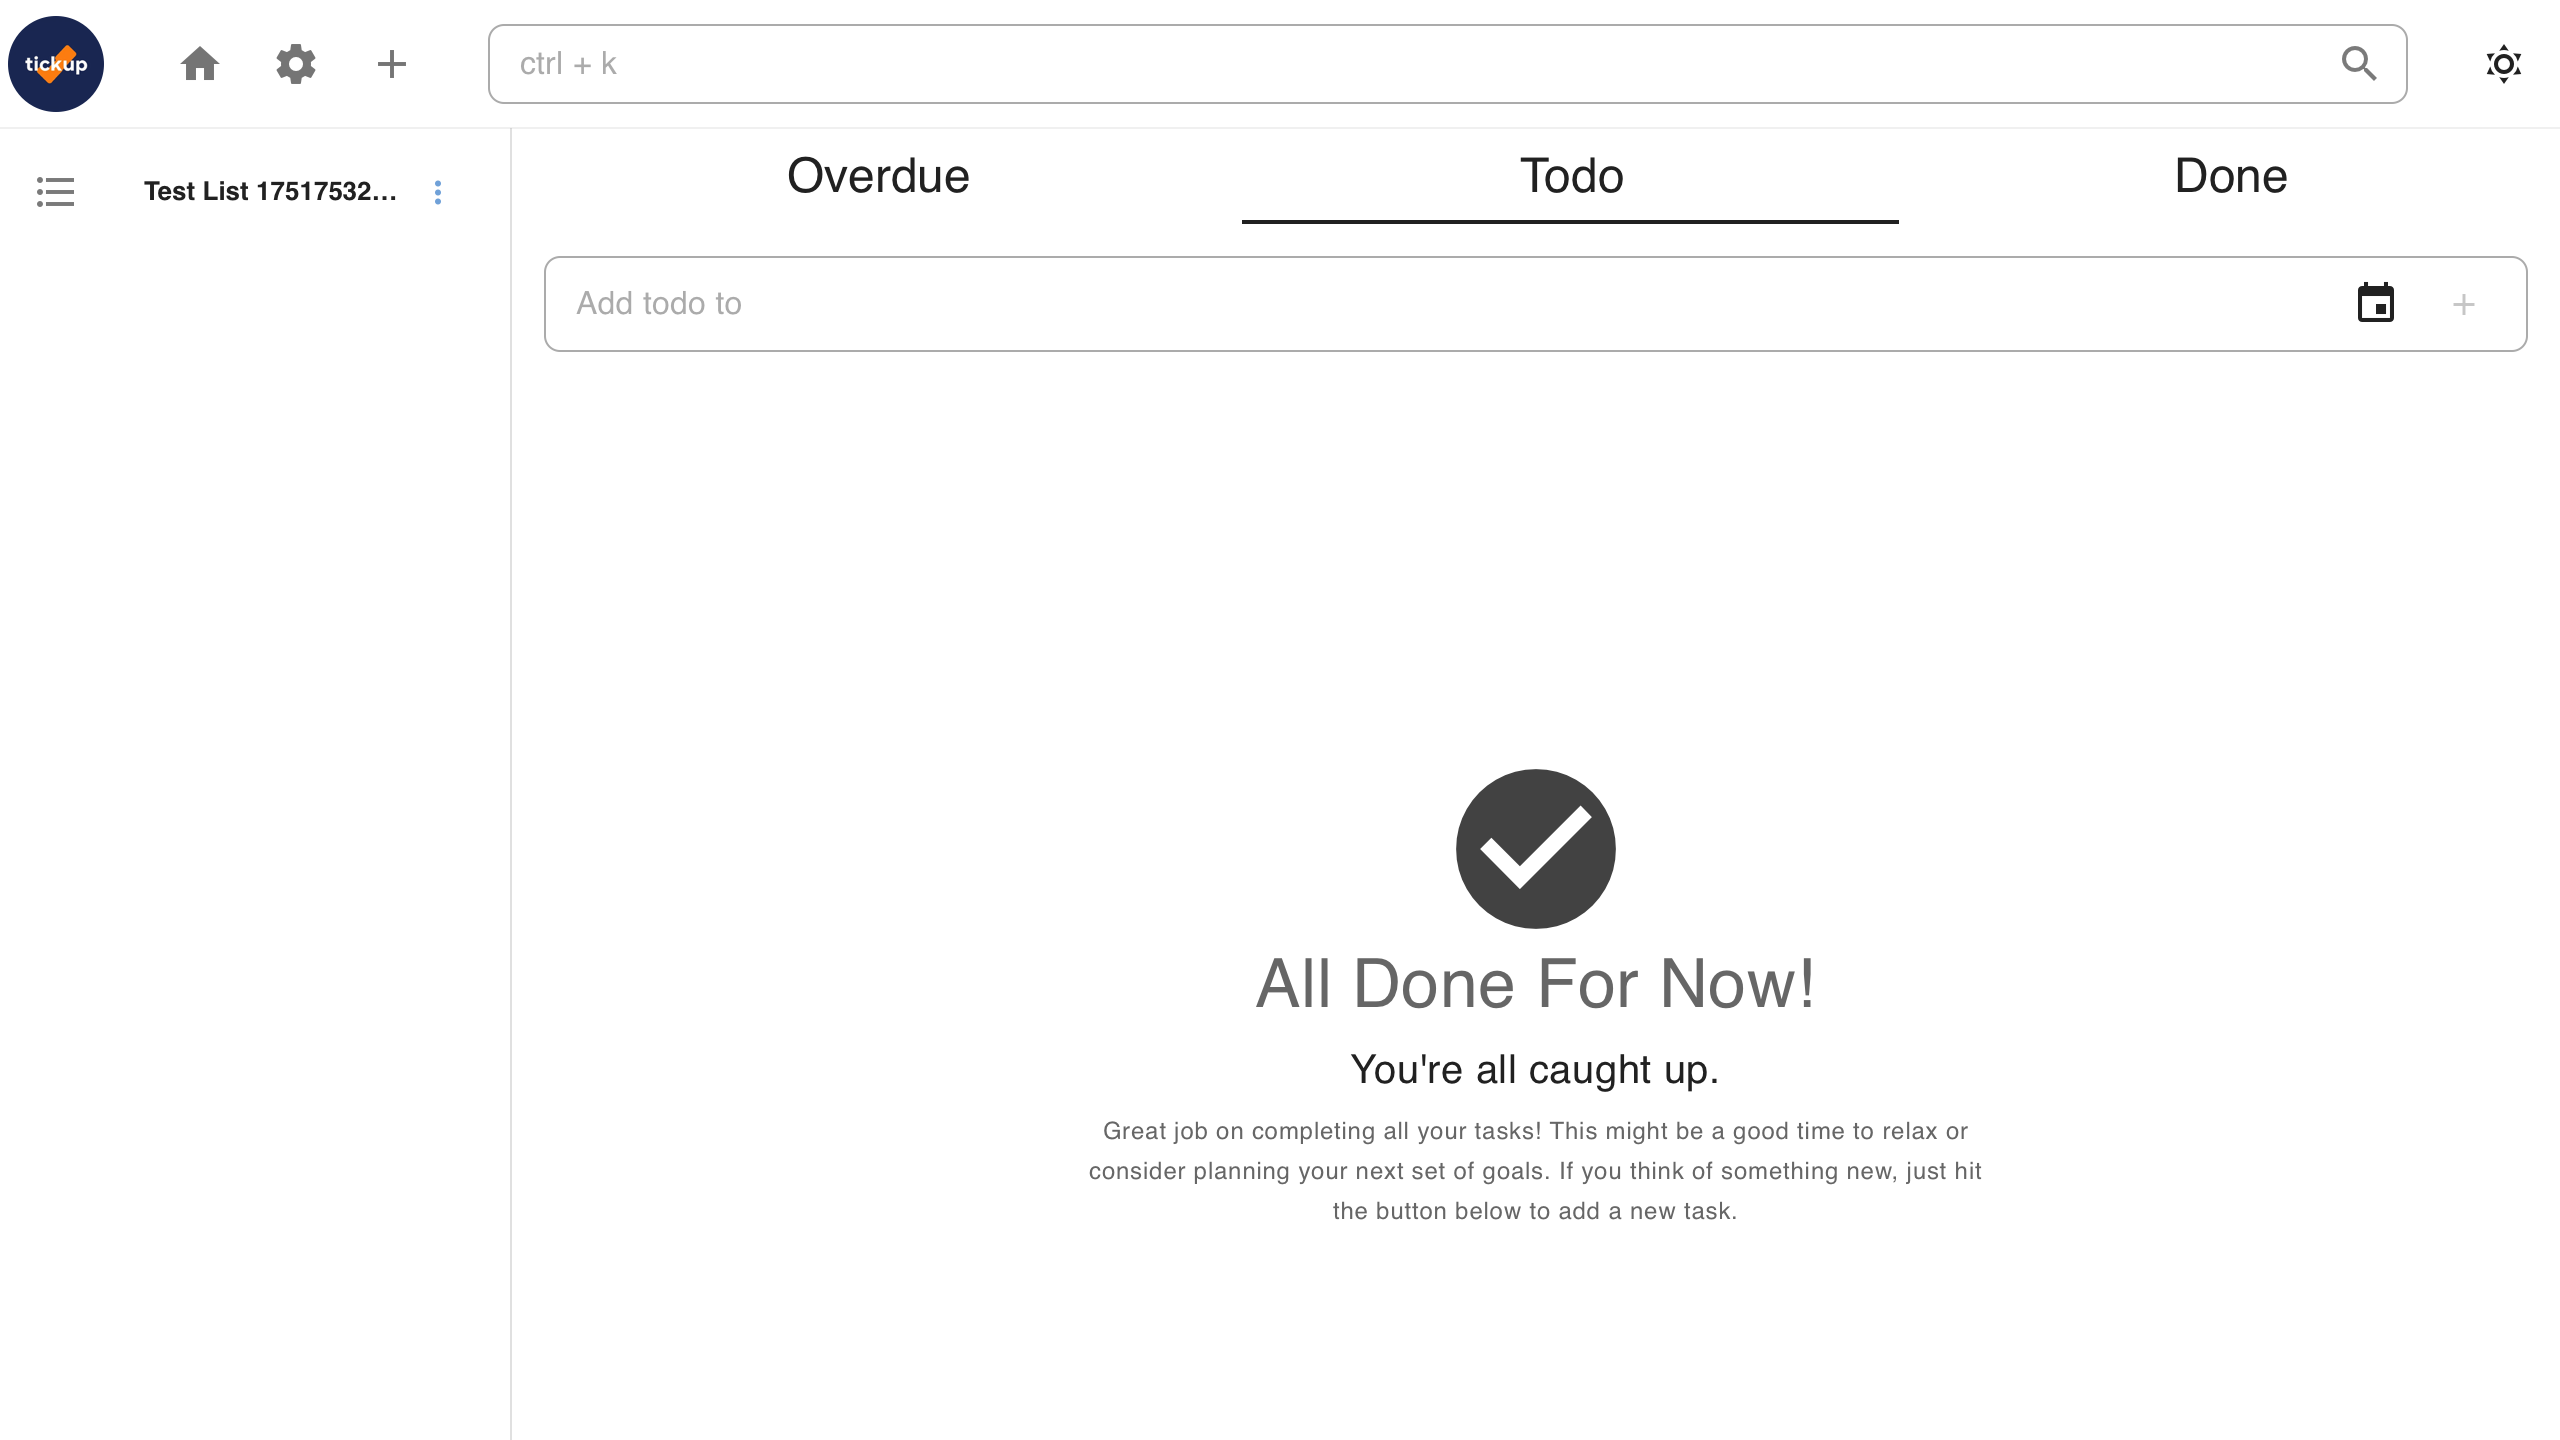 tickup
ctrl + k
Test List 17517532...
Overdue
Todo
Done
Add todo to
All Done For Now!
You're all caught up.
Great job on completing all your tasks! This might be a good time to relax or
consider planning your next set of goals. If you think of something new, just hit
the button below to add a new task.